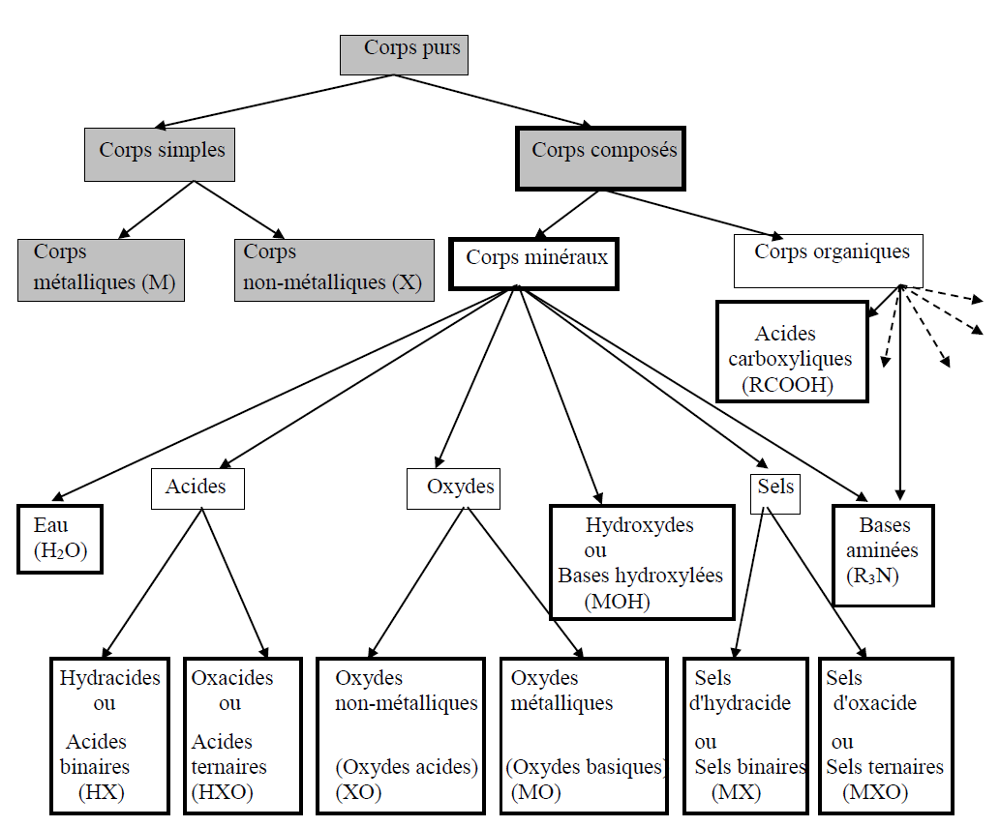 Corps purs
Corps simples
Corps composés
Corps
métalliques (M)
Corps
non-métalliques (X)
Corps minéraux
Corps organiques
Acides
carboxyliques
(RCOOH)
Acides
Oxydes
Sels
Eau
(H₂O)
Hydroxydes
ou
Bases hydroxylées
(MOH)
Bases
aminées
(R₃N)
Hydracides
ou
Acides
binaires
(HX)
Oxacides
ou
Acides
ternaires
(HXO)
Oxydes
non-métalliques
(Oxydes acides)
(XO)
Oxydes
métalliques
(Oxydes basiques)
(MO)
Sels
d'hydracide
ou
Sels binaires
(MX)
Sels
d'oxacide
ou
Sels ternaires
(MXO)